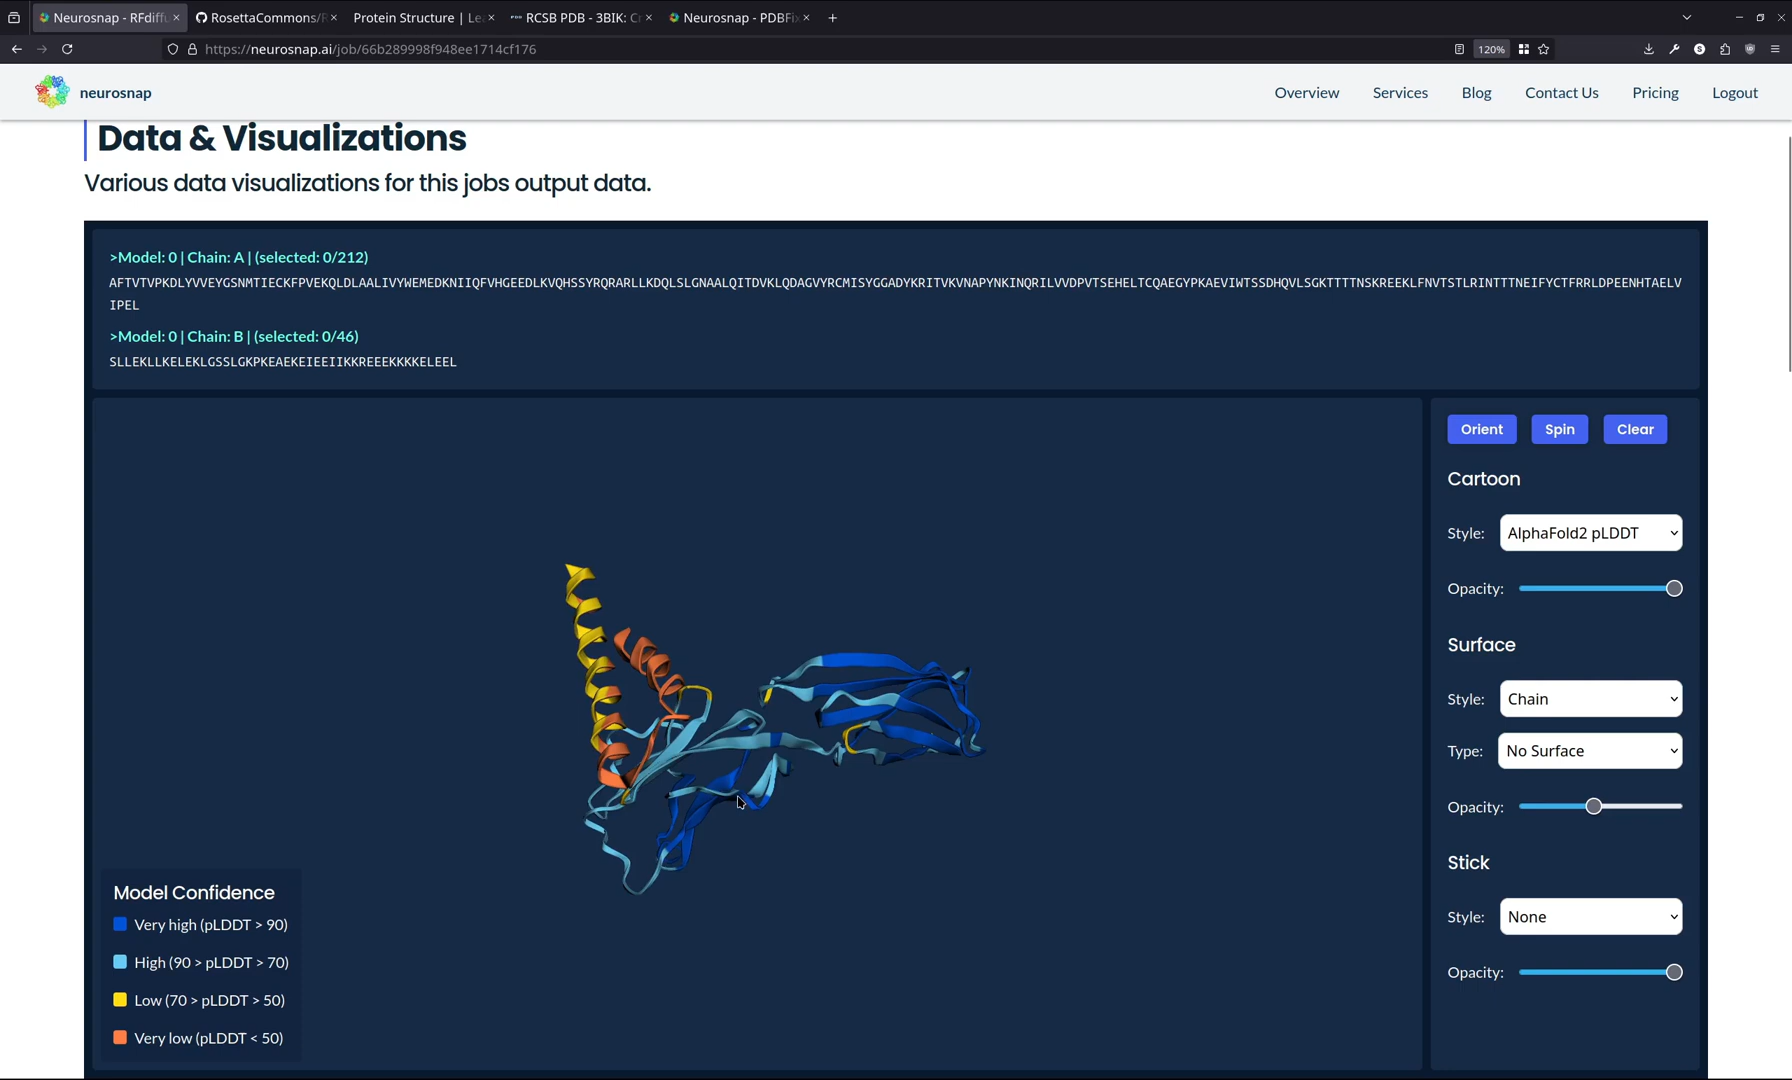 Neurosnap - RFdiffu
RosettaCommons/R
Protein Structure | Le
RCSB PDB - 3BIK: Cr
Neurosnap - PDBFi
https://neurosnap.ai/job/66b289998f948ee1714cf176
120%
neurosnap
Overview
Services
Blog
Contact Us
Pricing
Logout
Data & Visualizations
Various data visualizations for this jobs output data.
>Model: 0 | Chain: A | (selected: 0/212)
AFTVTVPKDLYVVEYGSNMTIECKFPVEKQLDLAALIVYWEMEDKNIIQFVHGEEDLKVQHSSYRQRARLLKDQLSLGNAALQITDVKLQDAGVYRCMISYGGADYKRITVKVNAPYNKINQRILVVDPVTSEHELTCQAEGYPKAEVIWTSSDHQVLSGKTTTTNSKREEKLFNVTSTLRINTTTNEIFYCTFRRLDPEENHTAELV
IPEL
>Model: 0 | Chain: B | (selected: 0/46)
SLLEKLLKELEKLGSSLGKPKEAEKEIEEIIKKREEEKKKKELEEL
Orient
Spin
Clear
Cartoon
Style:
AlphaFold2 pLDDT
Opacity:
Surface
Style:
Chain
Type:
No Surface
Opacity:
Stick
Style:
None
Opacity:
Model Confidence
Very high (pLDDT > 90)
High (90 > pLDDT > 70)
Low (70 > pLDDT > 50)
Very low (pLDDT < 50)